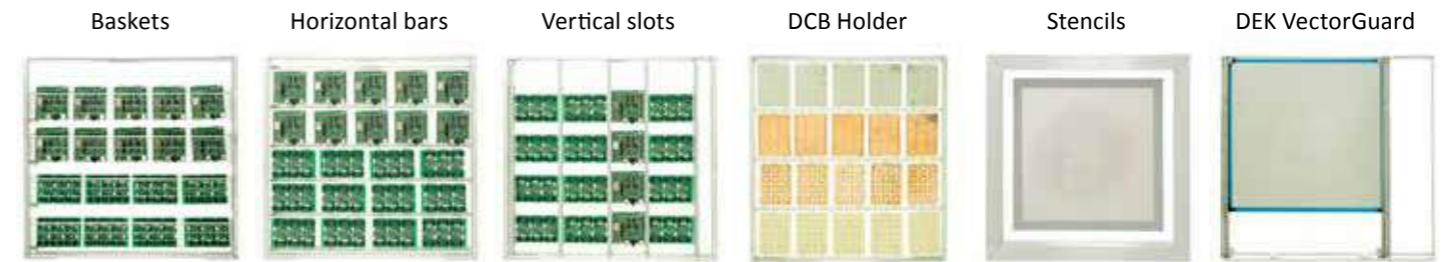 Baskets
Horizontal bars
Vertical slots
DCB Holder
Stencils
DEK VectorGuard